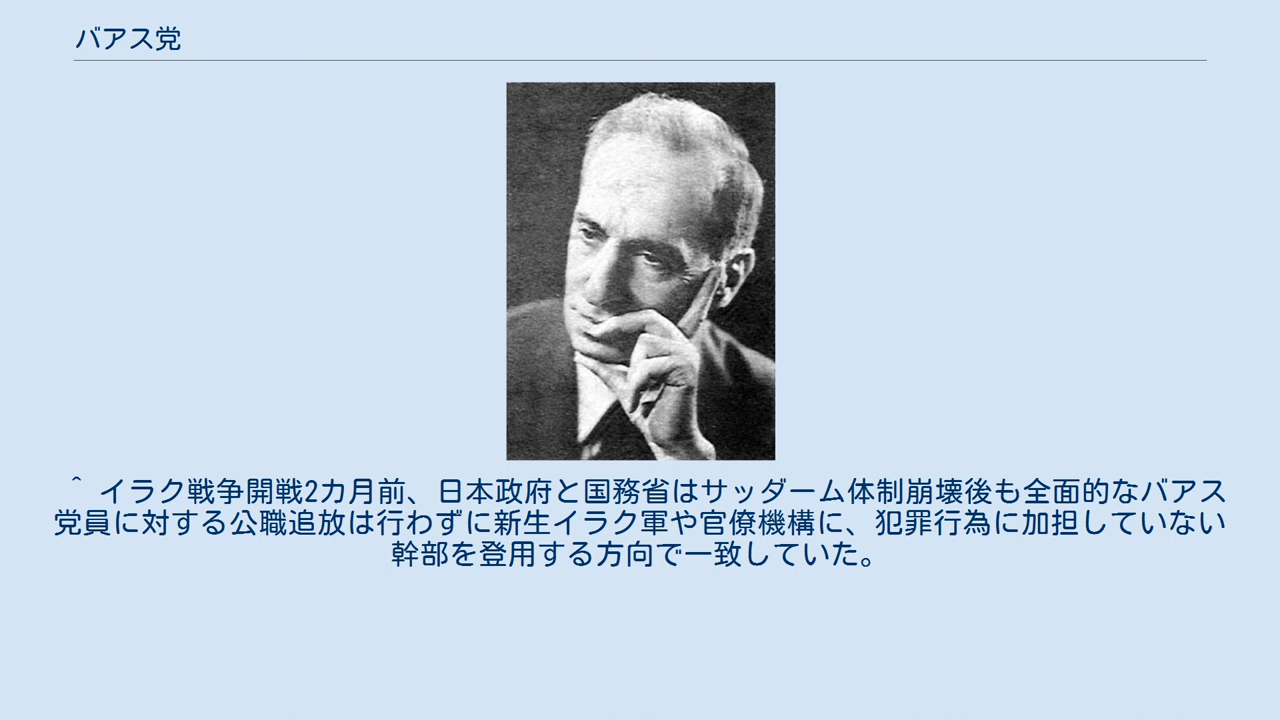 バアス党
^ イラク戦争開戦2カ月前、日本政府と国務省はサッダーム体制崩壊後も全面的なバアス
党員に対する公職追放は行わずに新生イラク軍や官僚機構に、犯罪行為に加担していない
幹部を登用する方向で一致していた。